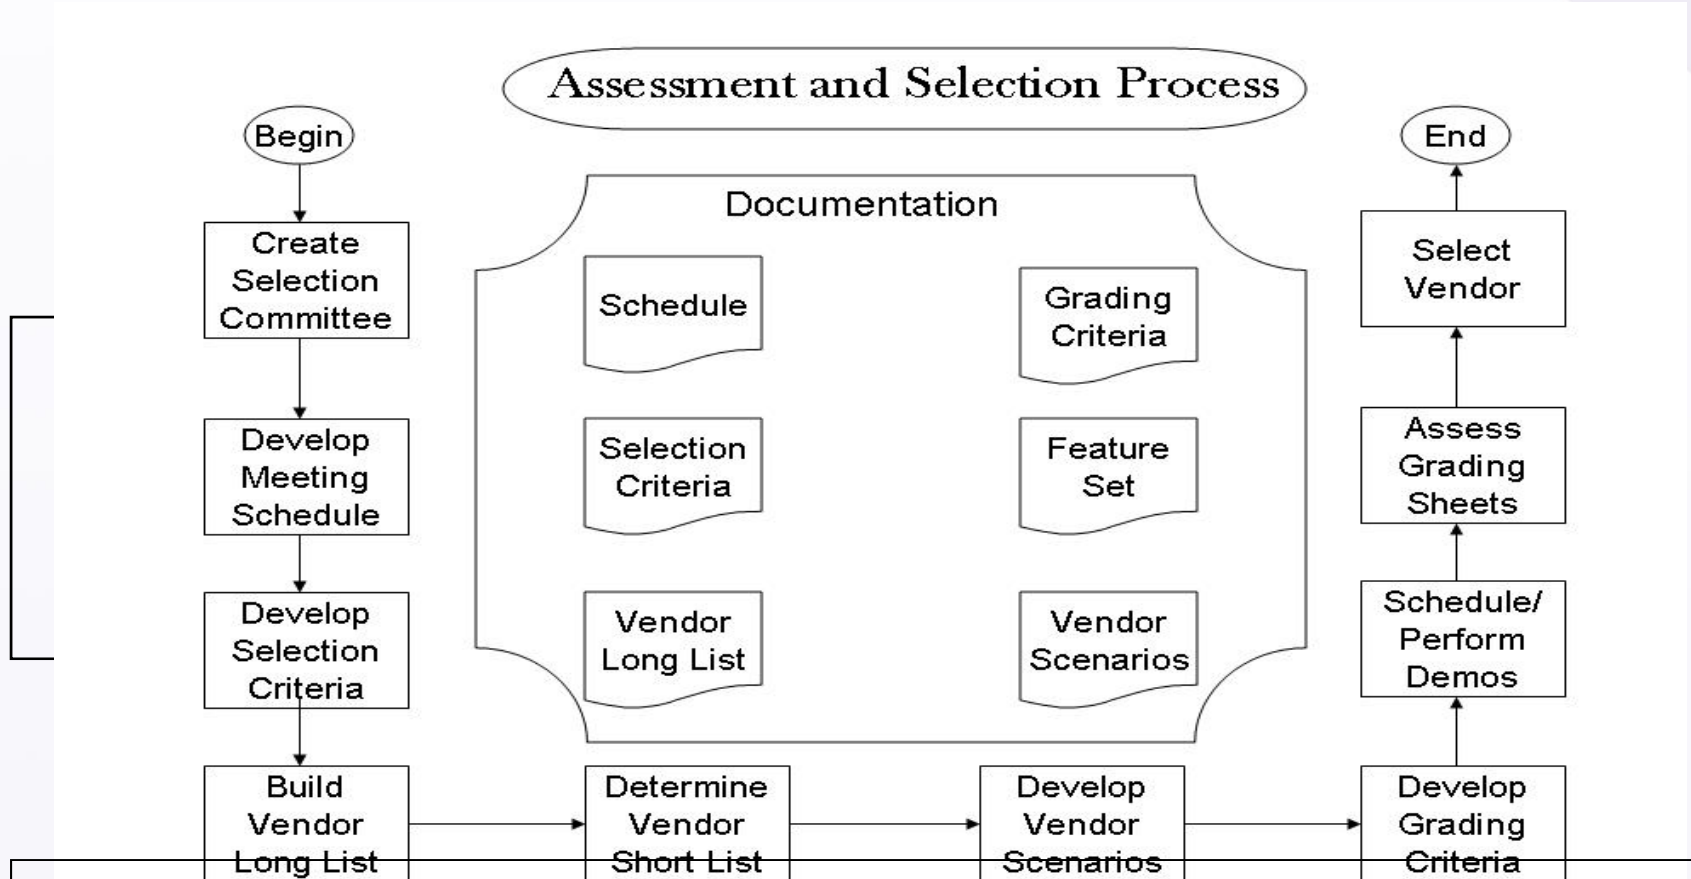 Assessment and Selection Process
Begin
End
Create
Selection
Committee
Develop
Meeting
Schedule
Develop
Selection
Criteria
Build
Vendor
Long List
Documentation
Schedule
Grading
Criteria
Selection
Criteria
Feature
Set
Vendor
Long List
Vendor
Scenarios
Determine
Vendor
Short List
Develop
Vendor
Scenarios
Develop
Grading
Criteria
Schedule/
Perform
Demos
Assess
Grading
Sheets
Select
Vendor